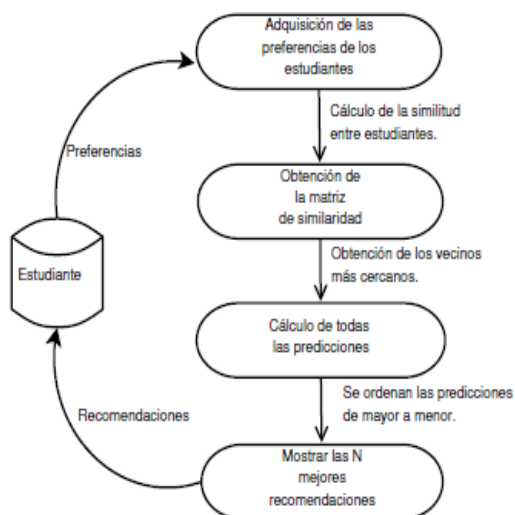 Adquisición de las
preferencias de los
estudiantes
Cálculo de la similitud
entre estudiantes.
Preferencias
Obtención de
la matriz
de similaridad
Obtención de los vecinos
más cercanos.
Estudiante
Cálculo de todas
las predicciones
Se ordenan las predicciones
de mayor a menor.
Recomendaciones
Mostrar las N
mejores
recomendaciones